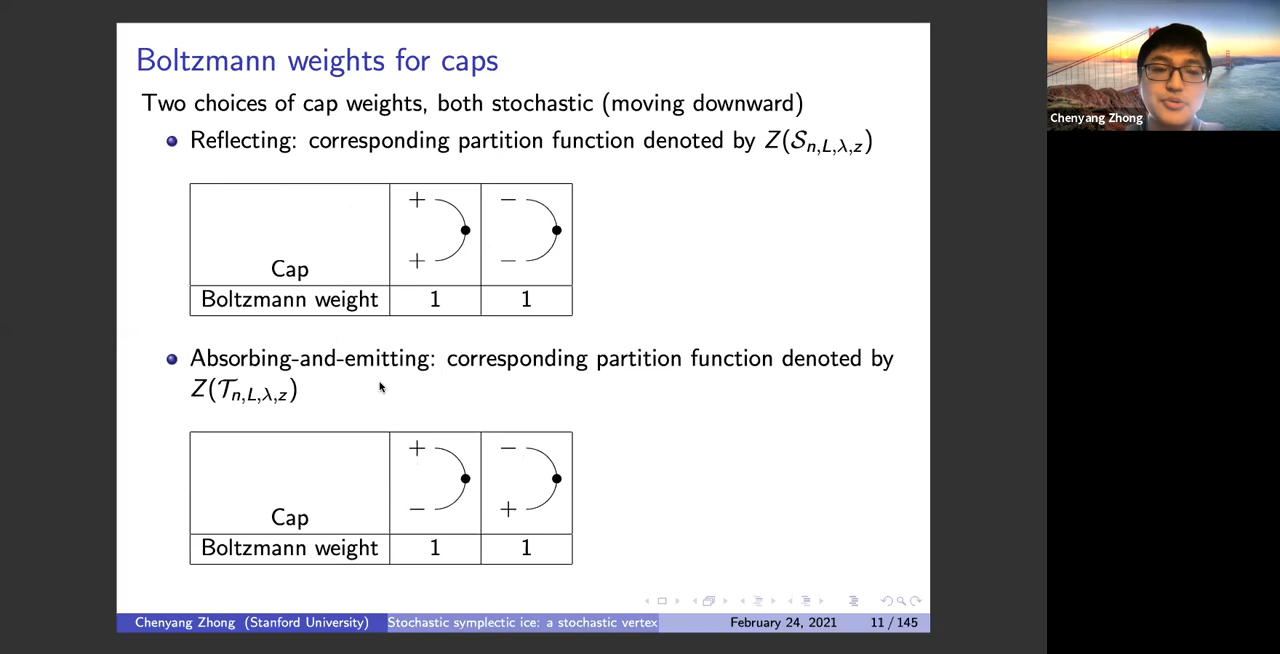 Boltzmann weights for caps
Two choices of cap weights, both stochastic (moving downward)
Reflecting: corresponding partition function denoted by Z(𝒮n,L,λ,z)
+ −
+ −
Cap
Boltzmann weight 1 1
Absorbing-and-emitting: corresponding partition function denoted by
Z(𝒯n,L,λ,z)
+ −
− +
Cap
Boltzmann weight 1 1
Chenyang Zhong (Stanford University) Stochastic symplectic ice: a stochastic vertex February 24, 2021 11 / 145
Chenyang Zhong